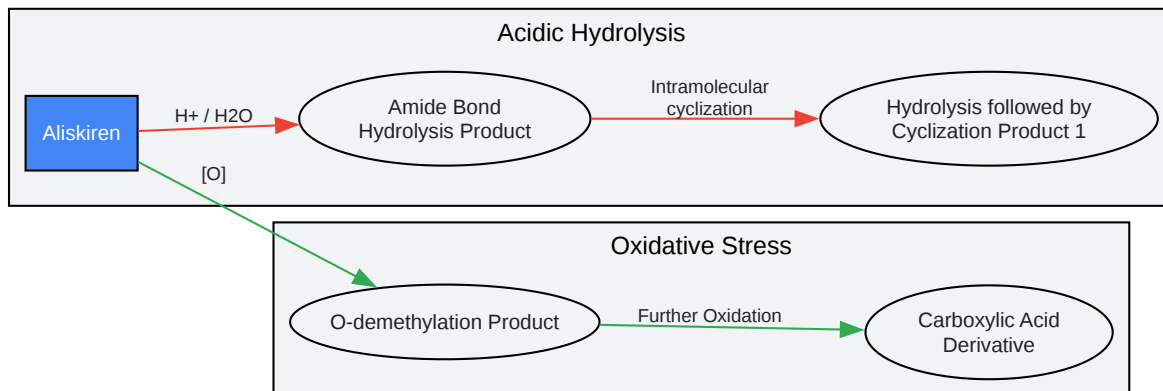 Acidic Hydrolysis
Aliskiren
H+ / H2O
Amide Bond
Hydrolysis Product
Intramolecular
cyclization
Hydrolysis followed by
Cyclization Product 1
[O]
Oxidative Stress
O-demethylation Product
Further Oxidation
Carboxylic Acid
Derivative